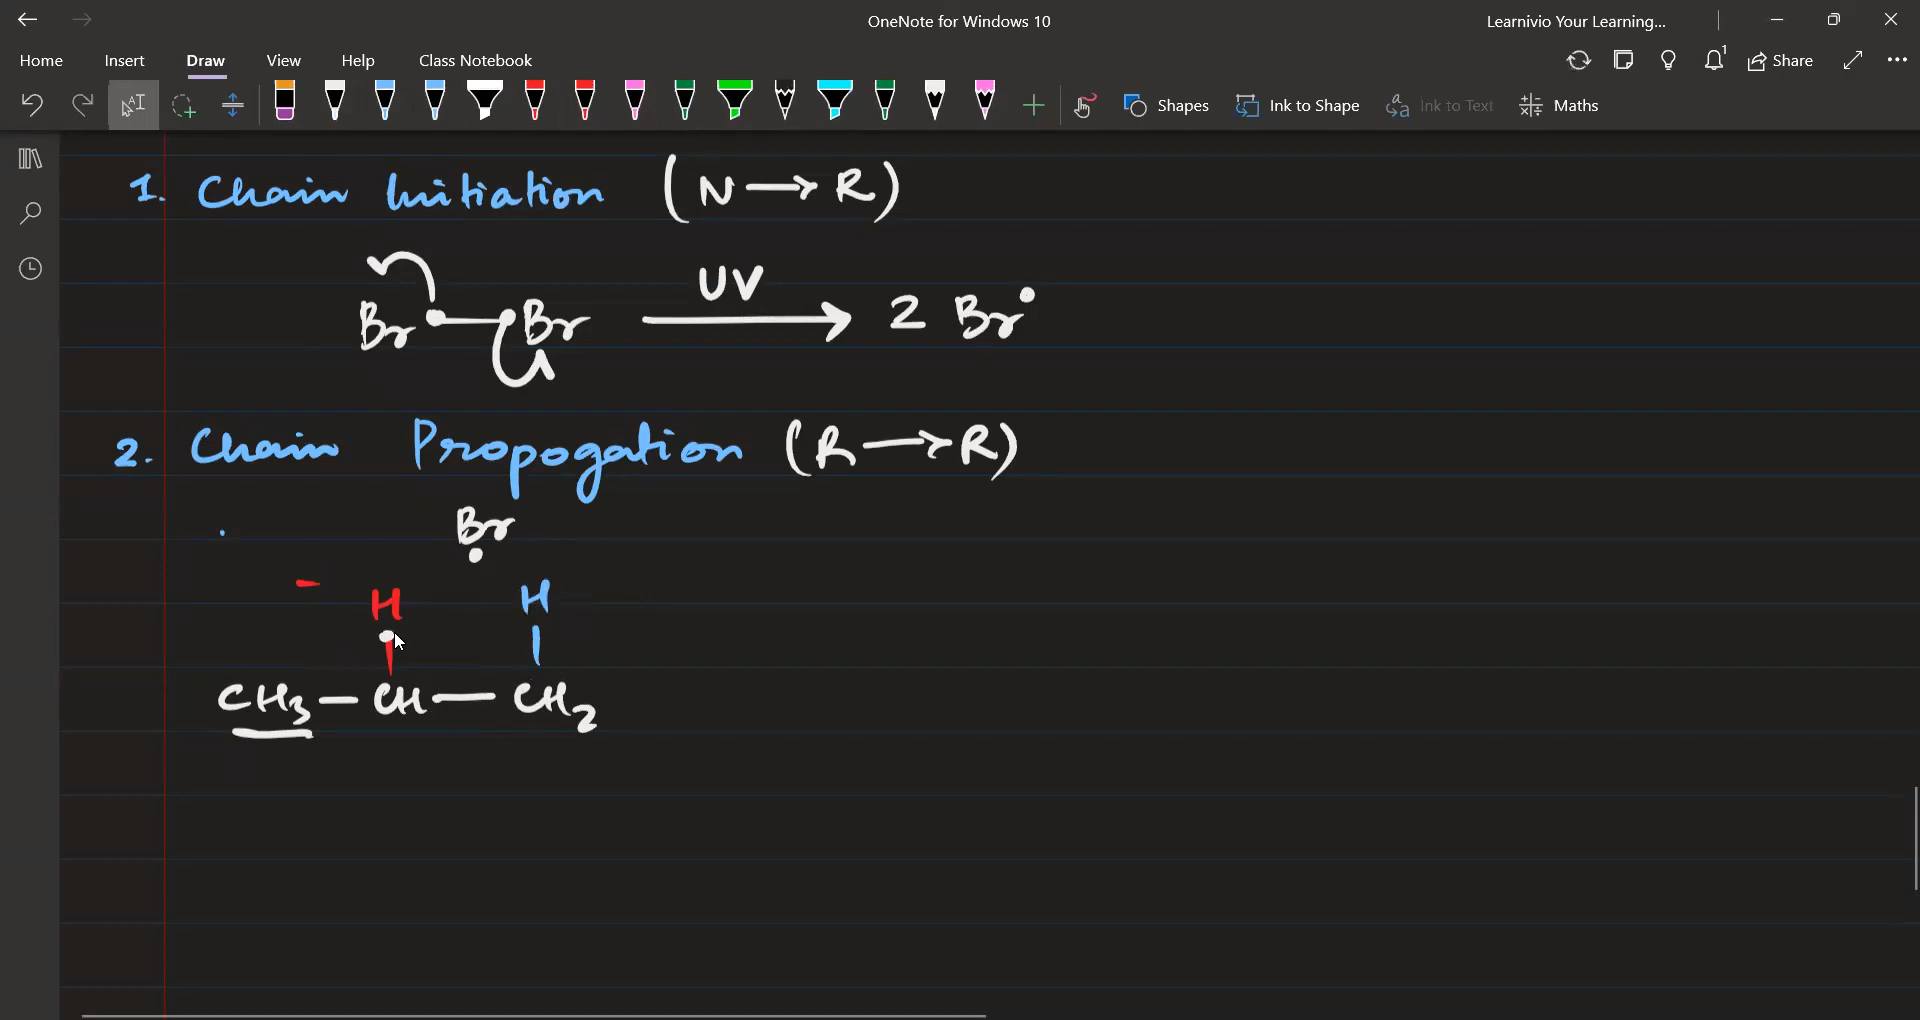 OneNote for Windows 10
Learnivio Your Learning...
Home Insert Draw View Help Class Notebook
1 Share
Shapes Ink to Shape Ink to Text Maths
1. Chain Initiation (N → R)
Br — Br UV → 2 Br•
2. Chain Propogation (R → R)
Br
H H
CH3 — CH — CH2